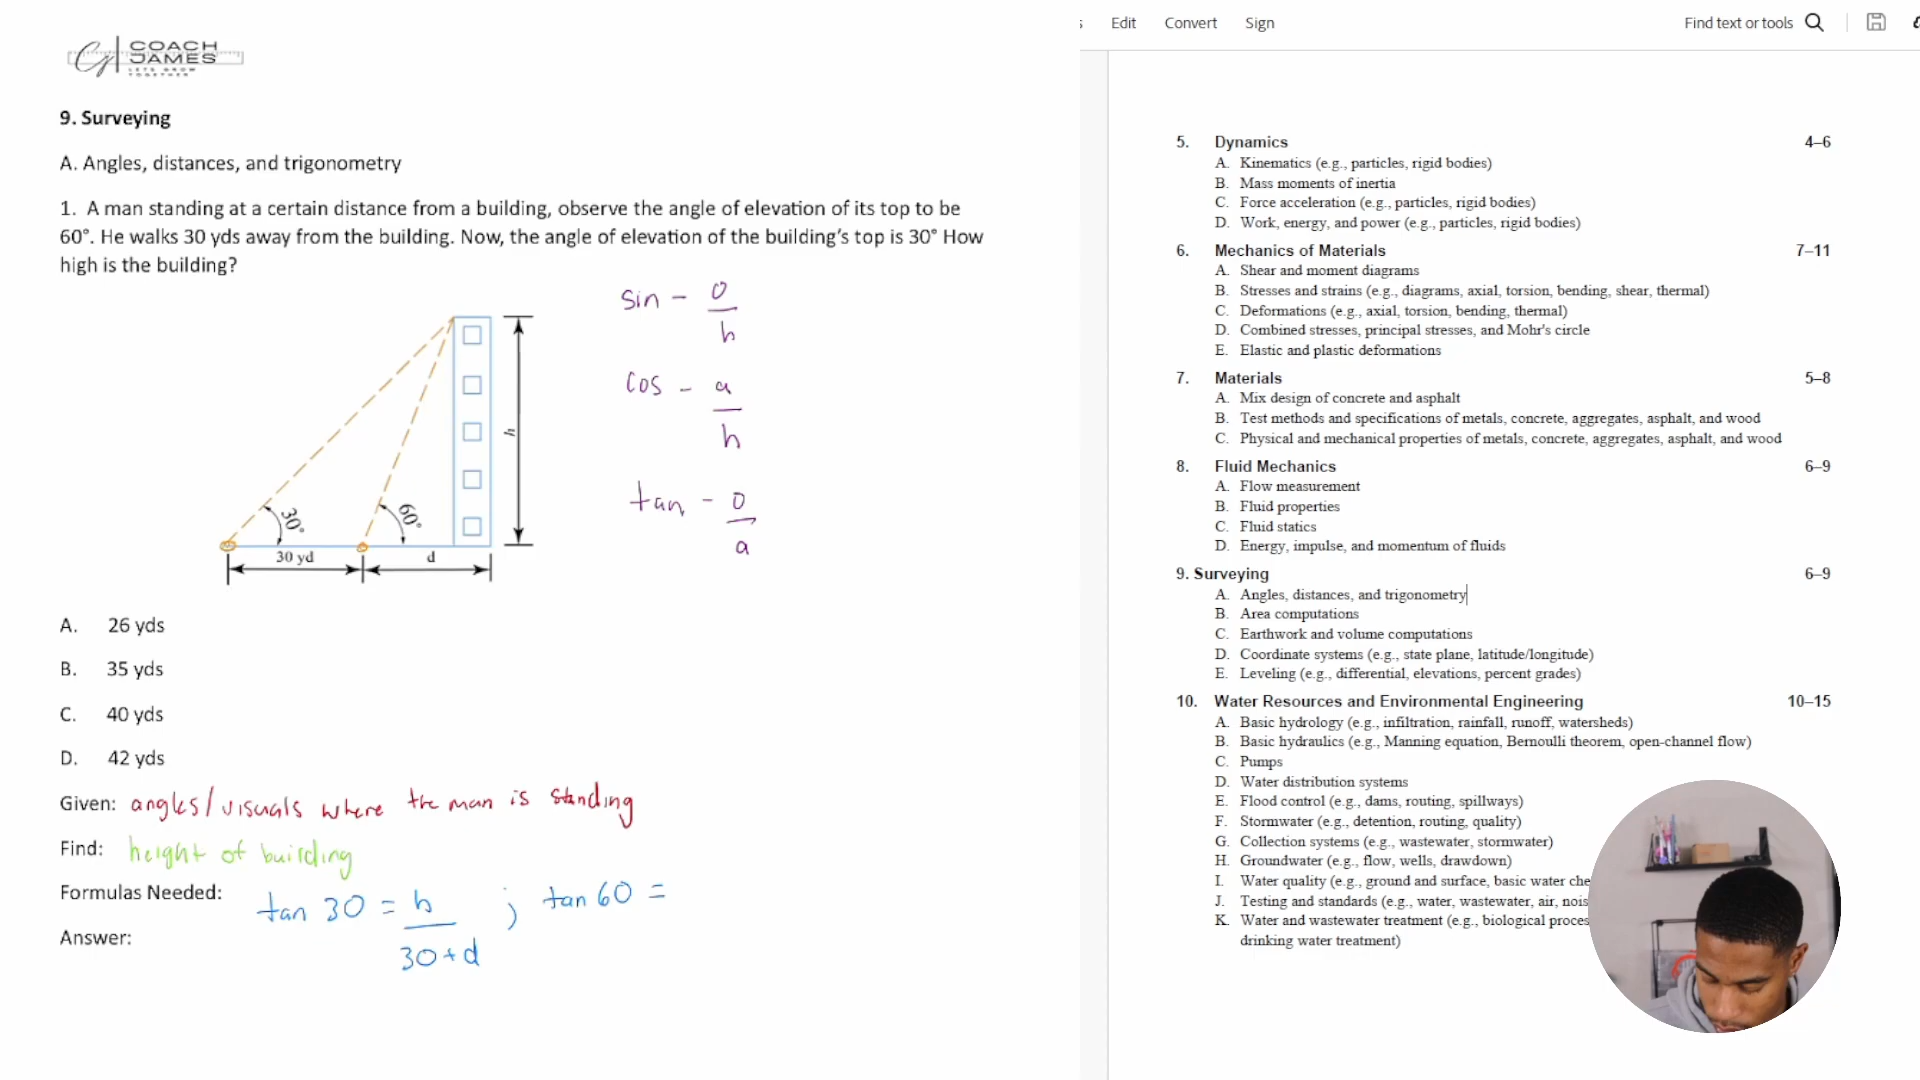 COACH
JAMES
LETS GROW
TOGETHER
9. Surveying
A. Angles, distances, and trigonometry
1. A man standing at a certain distance from a building, observe the angle of elevation of its top to be
60°. He walks 30 yds away from the building. Now, the angle of elevation of the building's top is 30° How
high is the building?
sin - o/h
cos - a/h
tan - o/a
h
30°
60°
30 yd
d
A. 26 yds
B. 35 yds
C. 40 yds
D. 42 yds
Given: angles/visuals where the man is standing
Find: height of building
Formulas Needed: tan 30 = h/30+d ; tan 60 =
Answer:
Edit Convert Sign Find text or tools
5. Dynamics 4–6
A. Kinematics (e.g., particles, rigid bodies)
B. Mass moments of inertia
C. Force acceleration (e.g., particles, rigid bodies)
D. Work, energy, and power (e.g., particles, rigid bodies)
6. Mechanics of Materials 7–11
A. Shear and moment diagrams
B. Stresses and strains (e.g., diagrams, axial, torsion, bending, shear, thermal)
C. Deformations (e.g., axial, torsion, bending, thermal)
D. Combined stresses, principal stresses, and Mohr's circle
E. Elastic and plastic deformations
7. Materials 5–8
A. Mix design of concrete and asphalt
B. Test methods and specifications of metals, concrete, aggregates, asphalt, and wood
C. Physical and mechanical properties of metals, concrete, aggregates, asphalt, and wood
8. Fluid Mechanics 6–9
A. Flow measurement
B. Fluid properties
C. Fluid statics
D. Energy, impulse, and momentum of fluids
9. Surveying 6–9
A. Angles, distances, and trigonometry
B. Area computations
C. Earthwork and volume computations
D. Coordinate systems (e.g., state plane, latitude/longitude)
E. Leveling (e.g., differential, elevations, percent grades)
10. Water Resources and Environmental Engineering 10–15
A. Basic hydrology (e.g., infiltration, rainfall, runoff, watersheds)
B. Basic hydraulics (e.g., Manning equation, Bernoulli theorem, open-channel flow)
C. Pumps
D. Water distribution systems
E. Flood control (e.g., dams, routing, spillways)
F. Stormwater (e.g., detention, routing, quality)
G. Collection systems (e.g., wastewater, stormwater)
H. Groundwater (e.g., flow, wells, drawdown)
I. Water quality (e.g., ground and surface, basic water che
J. Testing and standards (e.g., water, wastewater, air, nois
K. Water and wastewater treatment (e.g., biological proces
drinking water treatment)